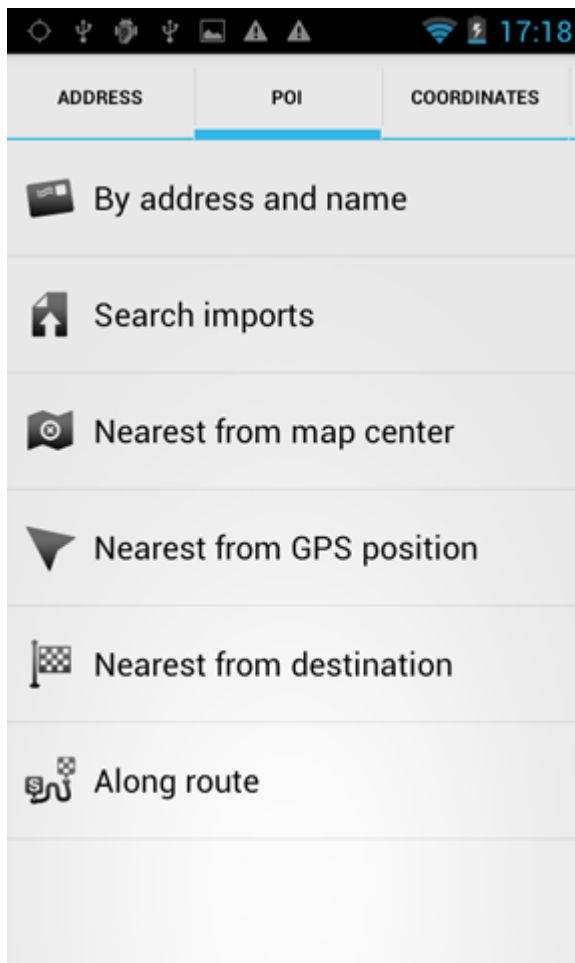 17:18
ADDRESS POI COORDINATES
By address and name
Search imports
Nearest from map center
Nearest from GPS position
Nearest from destination
Along route